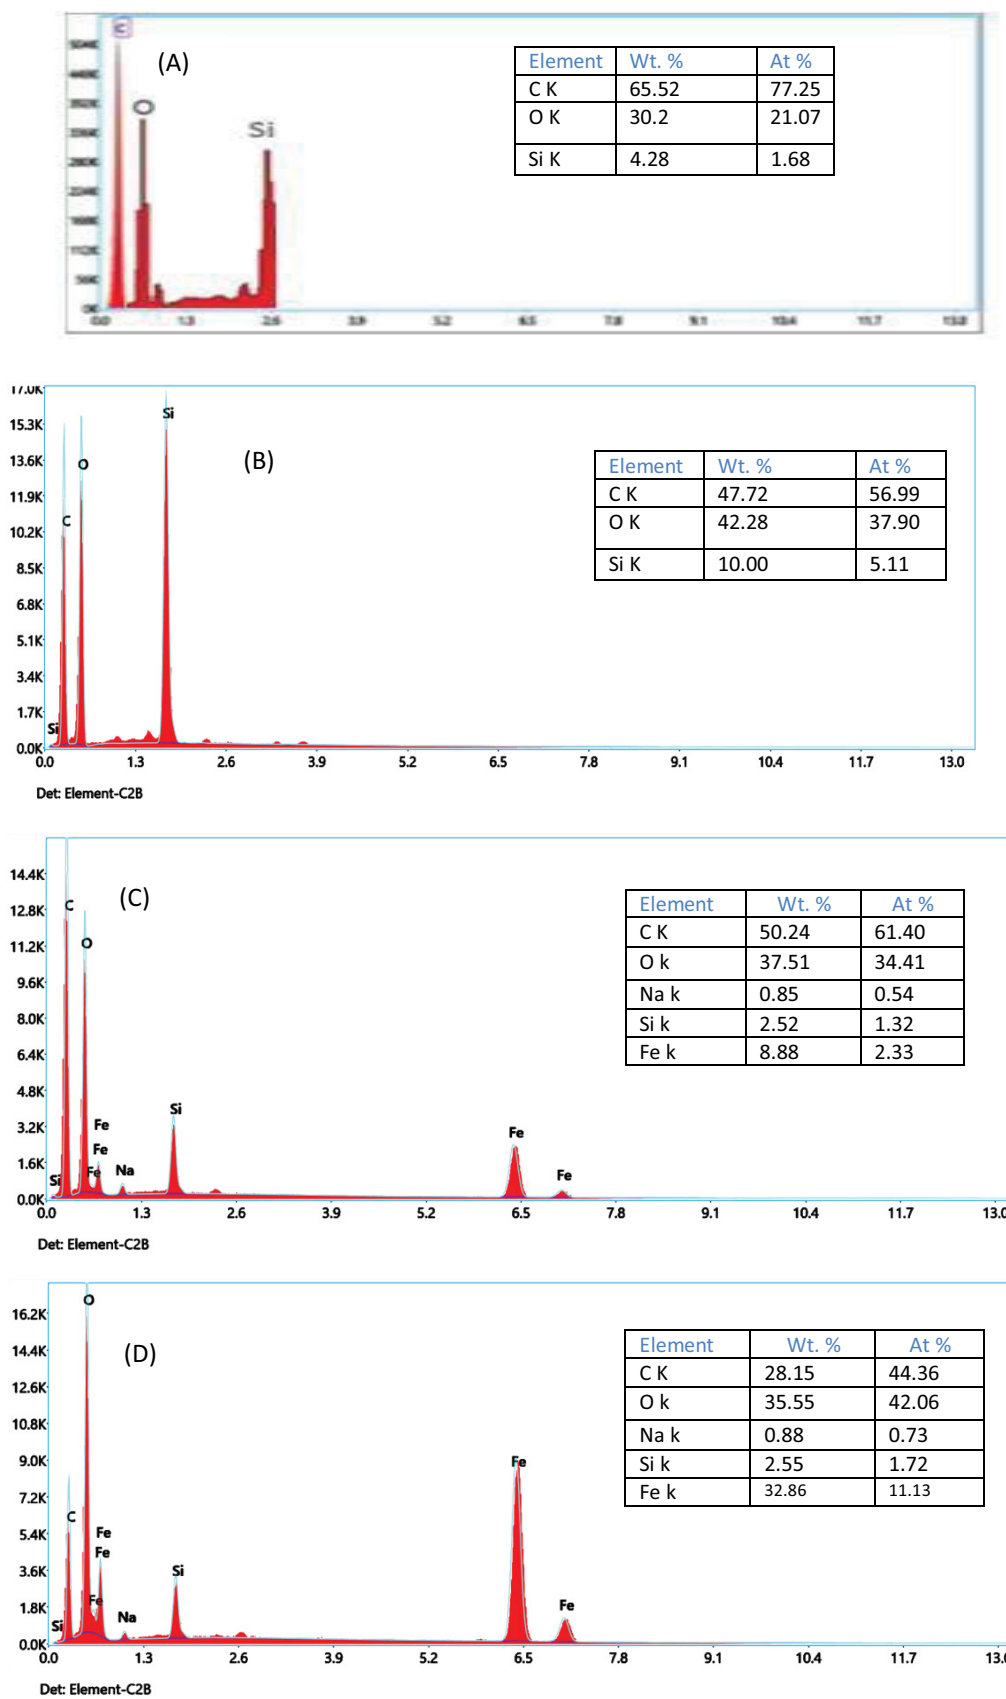 C
(A)
O
Si
Element Wt. % At %
C K 65.52 77.25
O K 30.2 21.07
Si K 4.28 1.68
0.0 1.3 2.6 3.9 5.2 6.5 7.8 9.1 10.4 11.7 13.0
17.0K
15.3K
13.6K
11.9K
10.2K
8.5K
6.8K
5.1K
3.4K
1.7K
0.0K
Si
C
O
Si
(B)
Element Wt. % At %
C K 47.72 56.99
O K 42.28 37.90
Si K 10.00 5.11
0.0 1.3 2.6 3.9 5.2 6.5 7.8 9.1 10.4 11.7 13.0
Det: Element-C2B
14.4K
12.8K
11.2K
9.6K
8.0K
6.4K
4.8K
3.2K
1.6K
0.0K
(C)
C
O
Fe
Fe
Fe
Si
Na
Si
Fe
Fe
Element Wt. % At %
C K 50.24 61.40
O k 37.51 34.41
Na k 0.85 0.54
Si k 2.52 1.32
Fe k 8.88 2.33
0.0 1.3 2.6 3.9 5.2 6.5 7.8 9.1 10.4 11.7 13.0
Det: Element-C2B
16.2K
14.4K
12.6K
10.8K
9.0K
7.2K
5.4K
3.6K
1.8K
0.0K
(D)
O
C
Fe
Fe
Fe
Si
Na
Si
Fe
Fe
Element Wt. % At %
C K 28.15 44.36
O k 35.55 42.06
Na k 0.88 0.73
Si k 2.55 1.72
Fe k 32.86 11.13
0.0 1.3 2.6 3.9 5.2 6.5 7.8 9.1 10.4 11.7 13.0
Det: Element-C2B